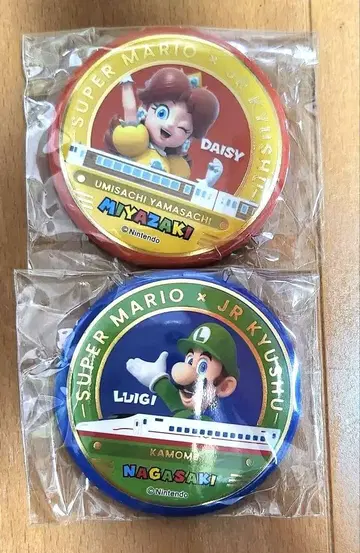 SUPER MARIO × JR KYUSHU
DAISY
UMISACHI YAMASACHI
MIYAZAKI
©Nintendo
SUPER MARIO × JR KYUSHU
L
LUIGI
KAMOME
NAGASAKI
©Nintendo